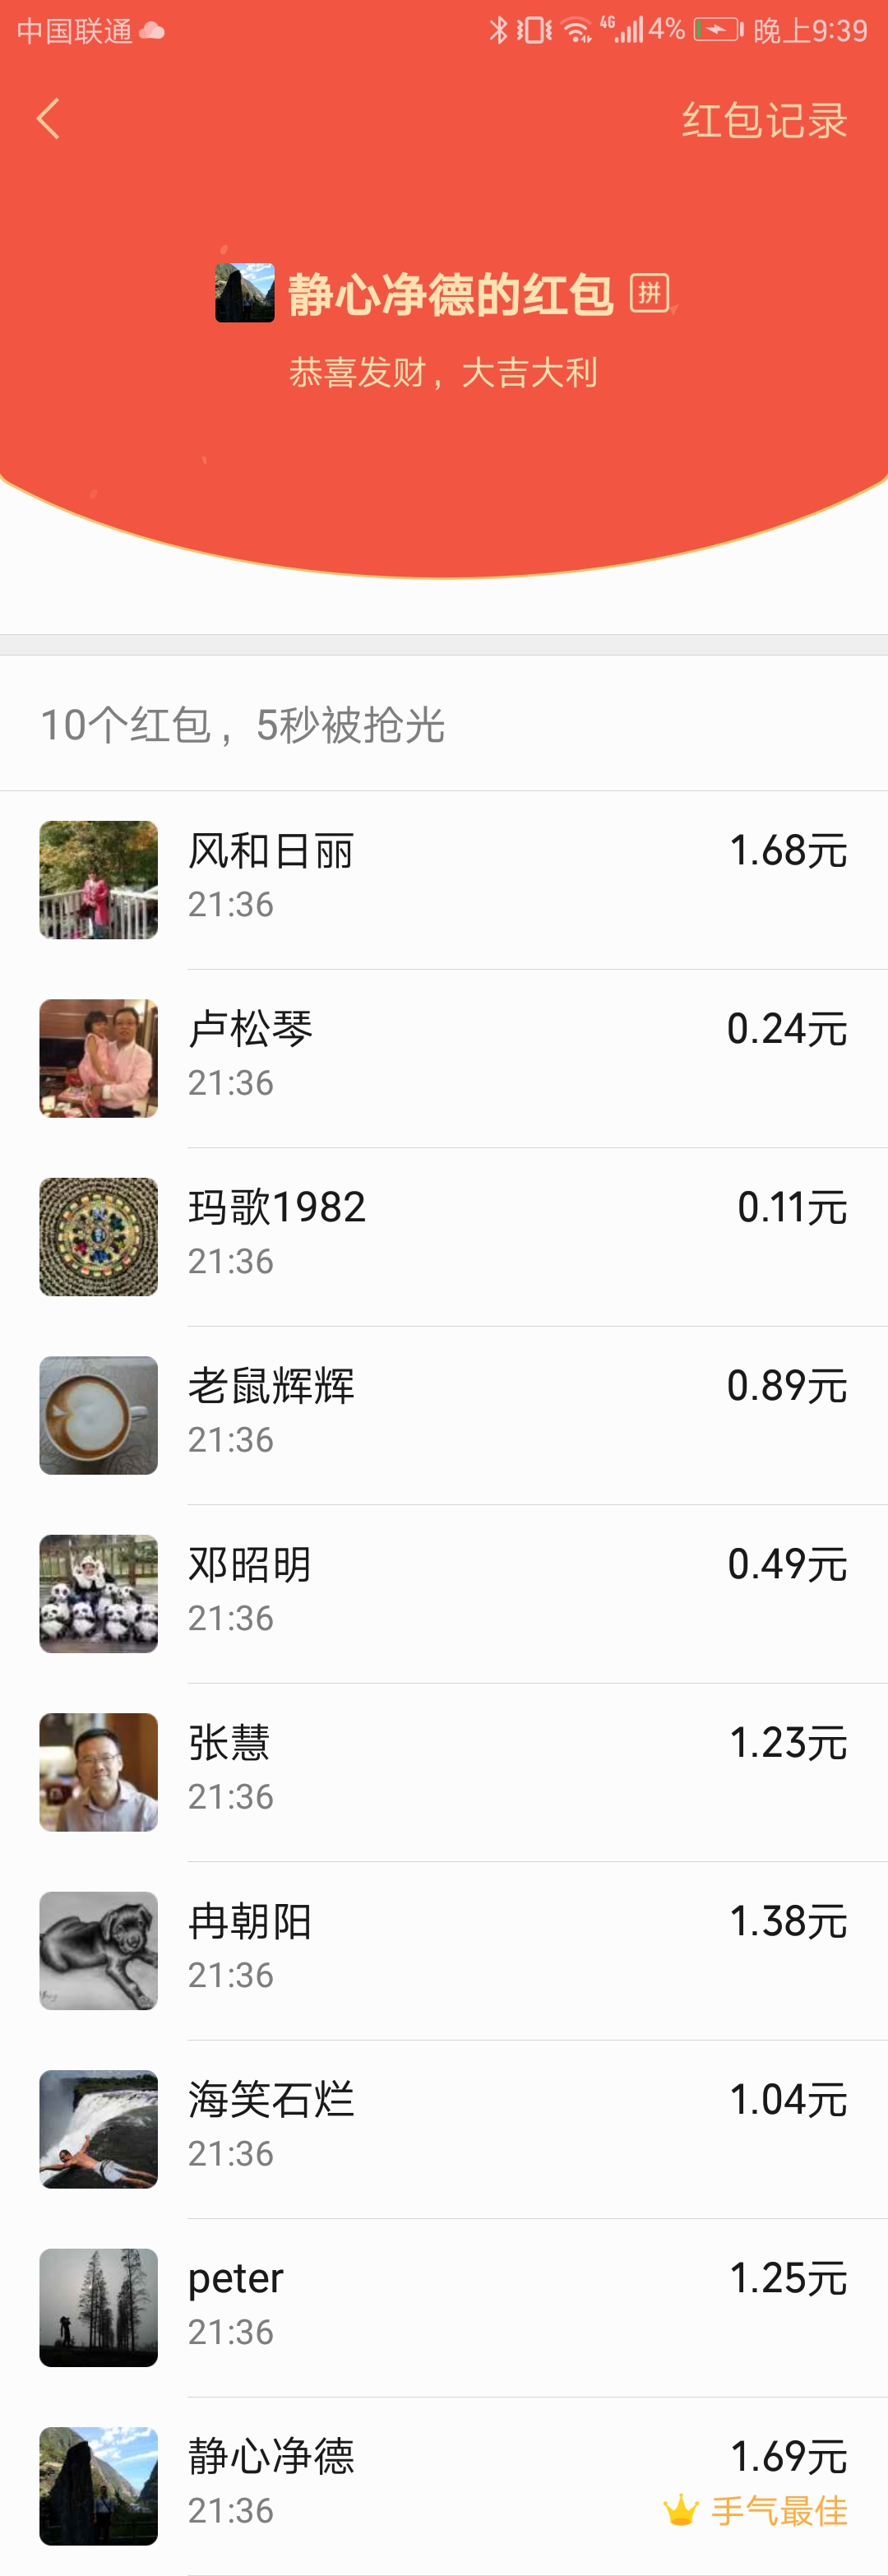 中国联通 4G 4% 晚上9:39
红包记录
静心净德的红包 拼
恭喜发财，大吉大利
10个红包，5秒被抢光
风和日丽 1.68元
21:36
卢松琴 0.24元
21:36
玛歌1982 0.11元
21:36
老鼠辉辉 0.89元
21:36
邓昭明 0.49元
21:36
张慧 1.23元
21:36
冉朝阳 1.38元
21:36
海笑石烂 1.04元
21:36
peter 1.25元
21:36
静心净德 1.69元
21:36 手气最佳